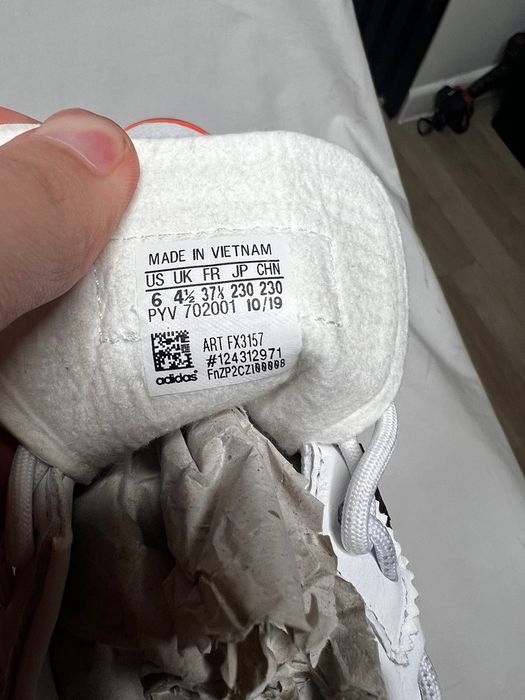 MADE IN VIETNAM
US UK FR JP CHN
6 4½ 37⅓ 230 230
PYV 702001 10/19
ART FX3157
#124312971
FnZP2CZI00008
adidas